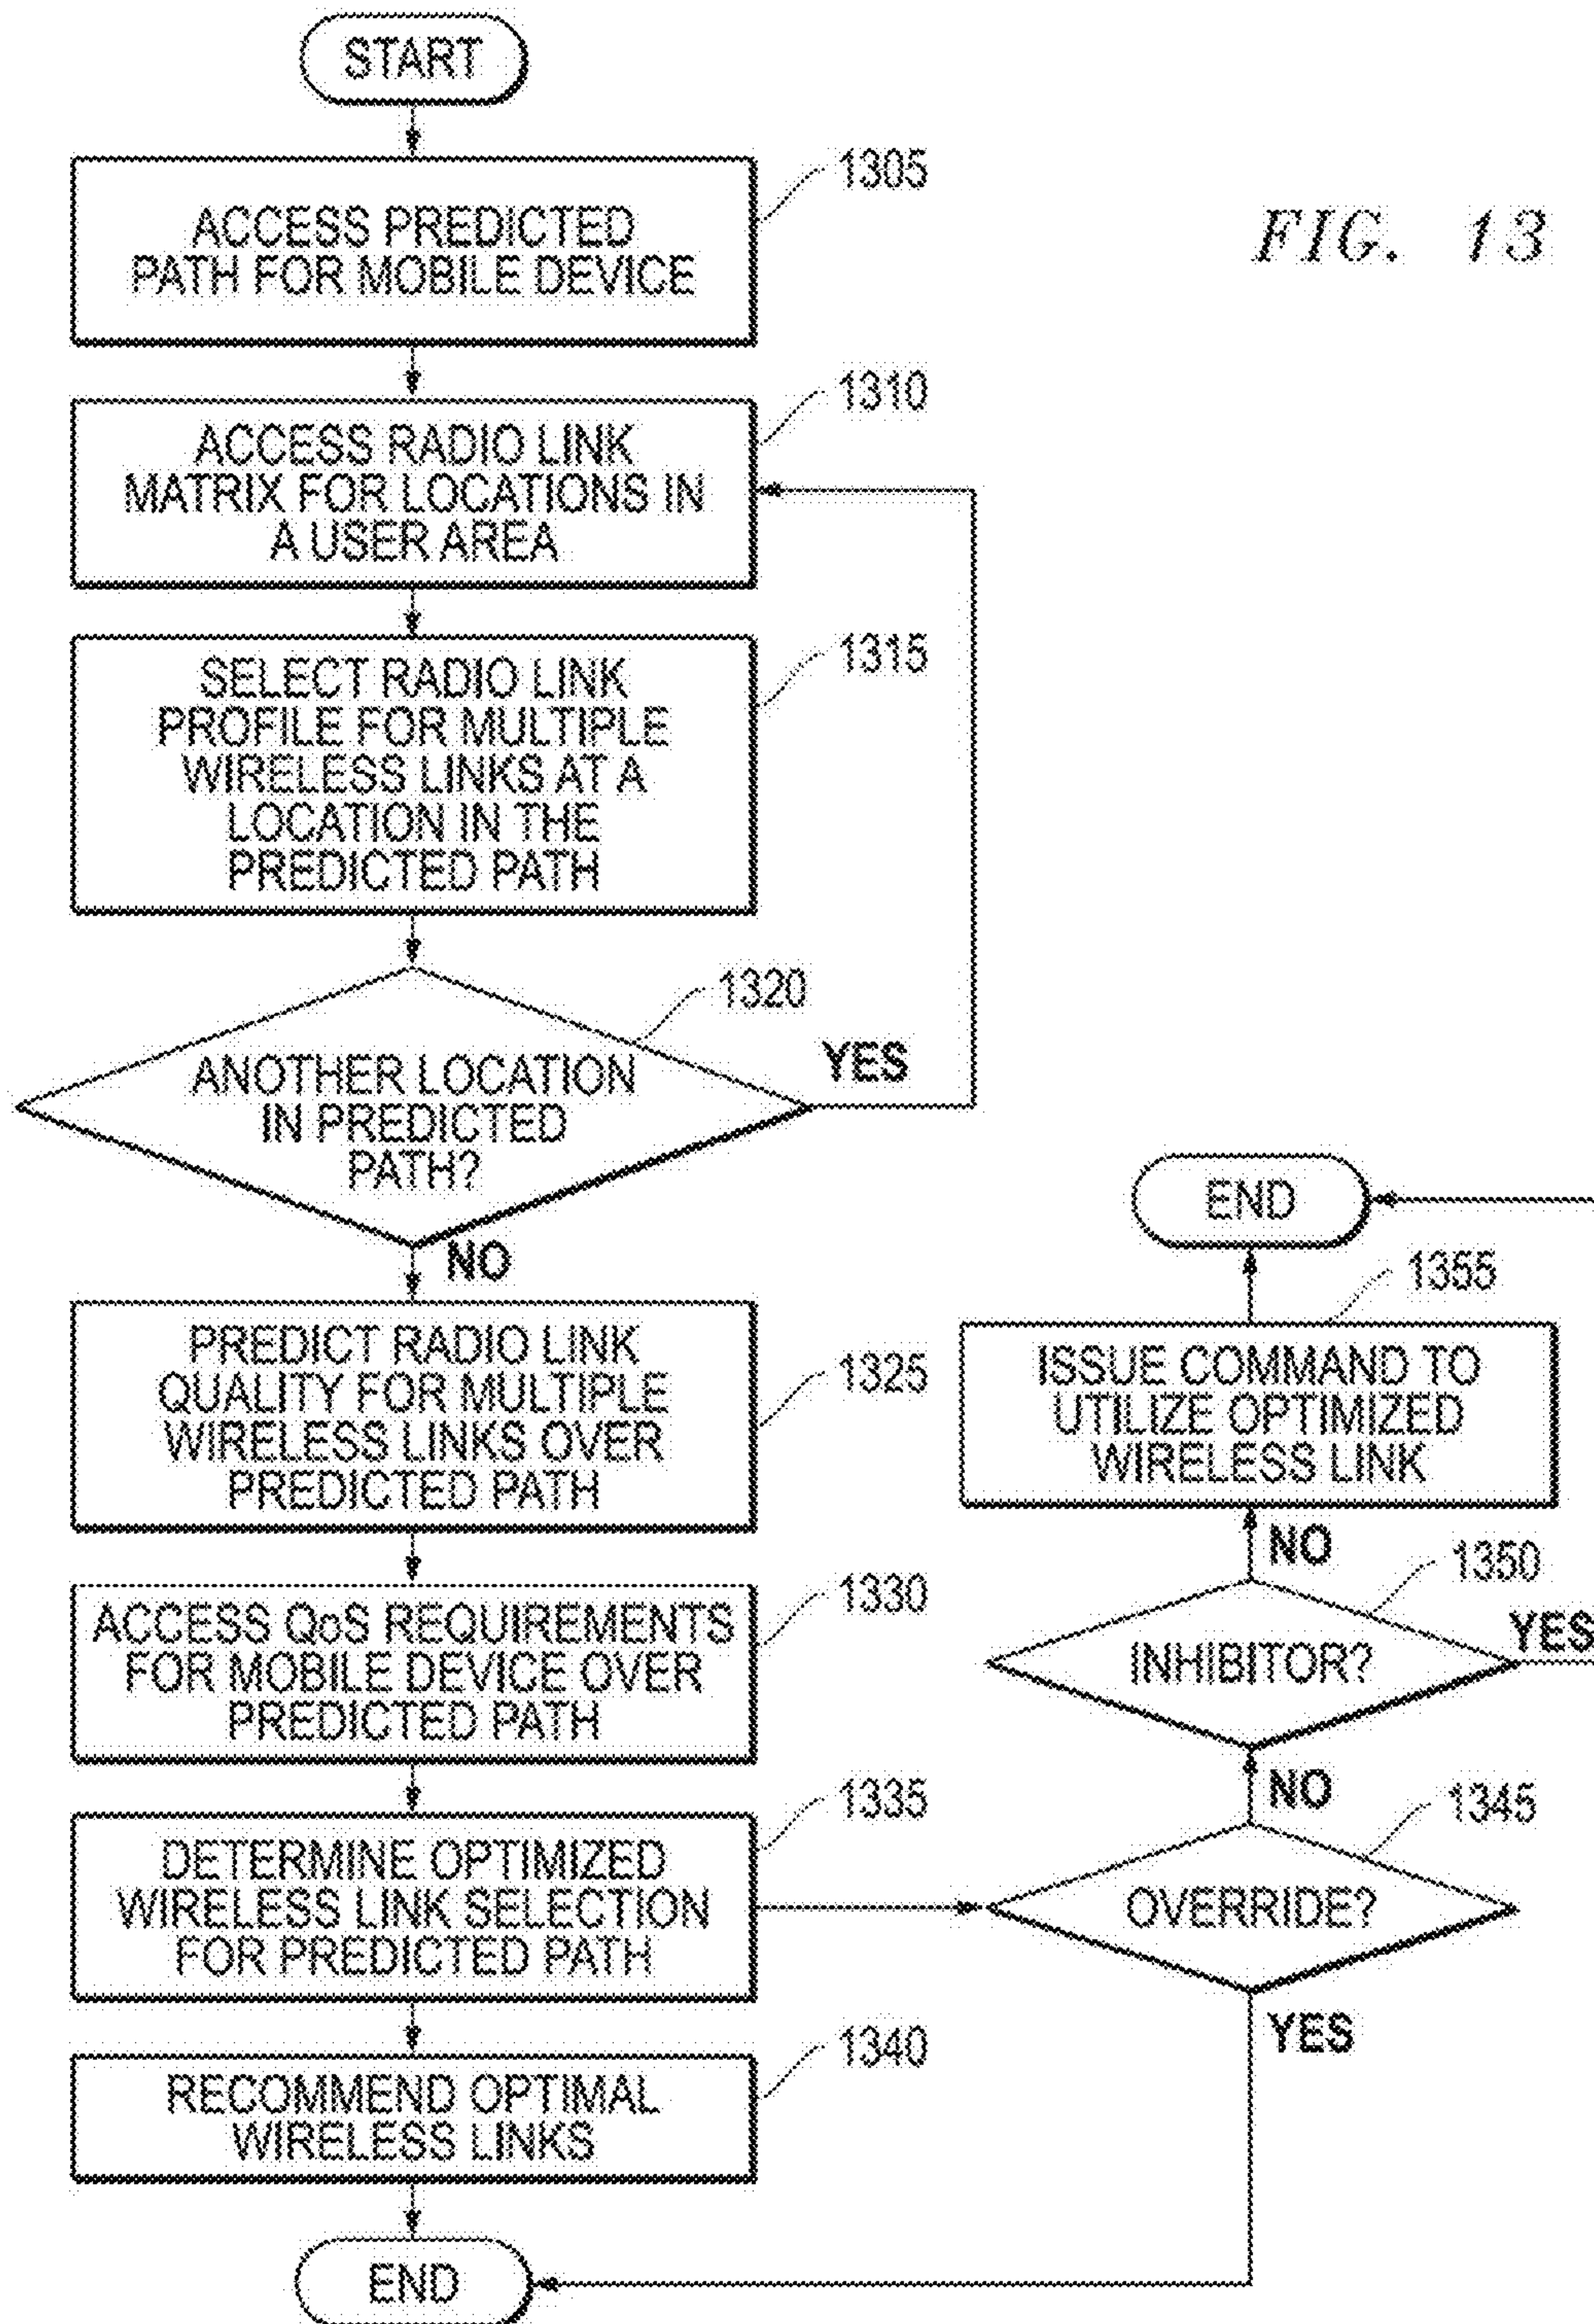 START
1305
ACCESS PREDICTED
PATH FOR MOBILE DEVICE
FIG. 13
1310
ACCESS RADIO LINK
MATRIX FOR LOCATIONS IN
A USER AREA
1315
SELECT RADIO LINK
PROFILE FOR MULTIPLE
WIRELESS LINKS AT A
LOCATION IN THE
PREDICTED PATH
1320
ANOTHER LOCATION
IN PREDICTED
PATH?
YES
NO
PREDICT RADIO LINK
QUALITY FOR MULTIPLE
WIRELESS LINKS OVER
PREDICTED PATH
1325
ACCESS QoS REQUIREMENTS
FOR MOBILE DEVICE OVER
PREDICTED PATH
1330
DETERMINE OPTIMIZED
WIRELESS LINK SELECTION
FOR PREDICTED PATH
1335
RECOMMEND OPTIMAL
WIRELESS LINKS
1340
END
OVERRIDE?
1345
YES
NO
INHIBITOR?
1350
YES
NO
ISSUE COMMAND TO
UTILIZE OPTIMIZED
WIRELESS LINK
1355
END